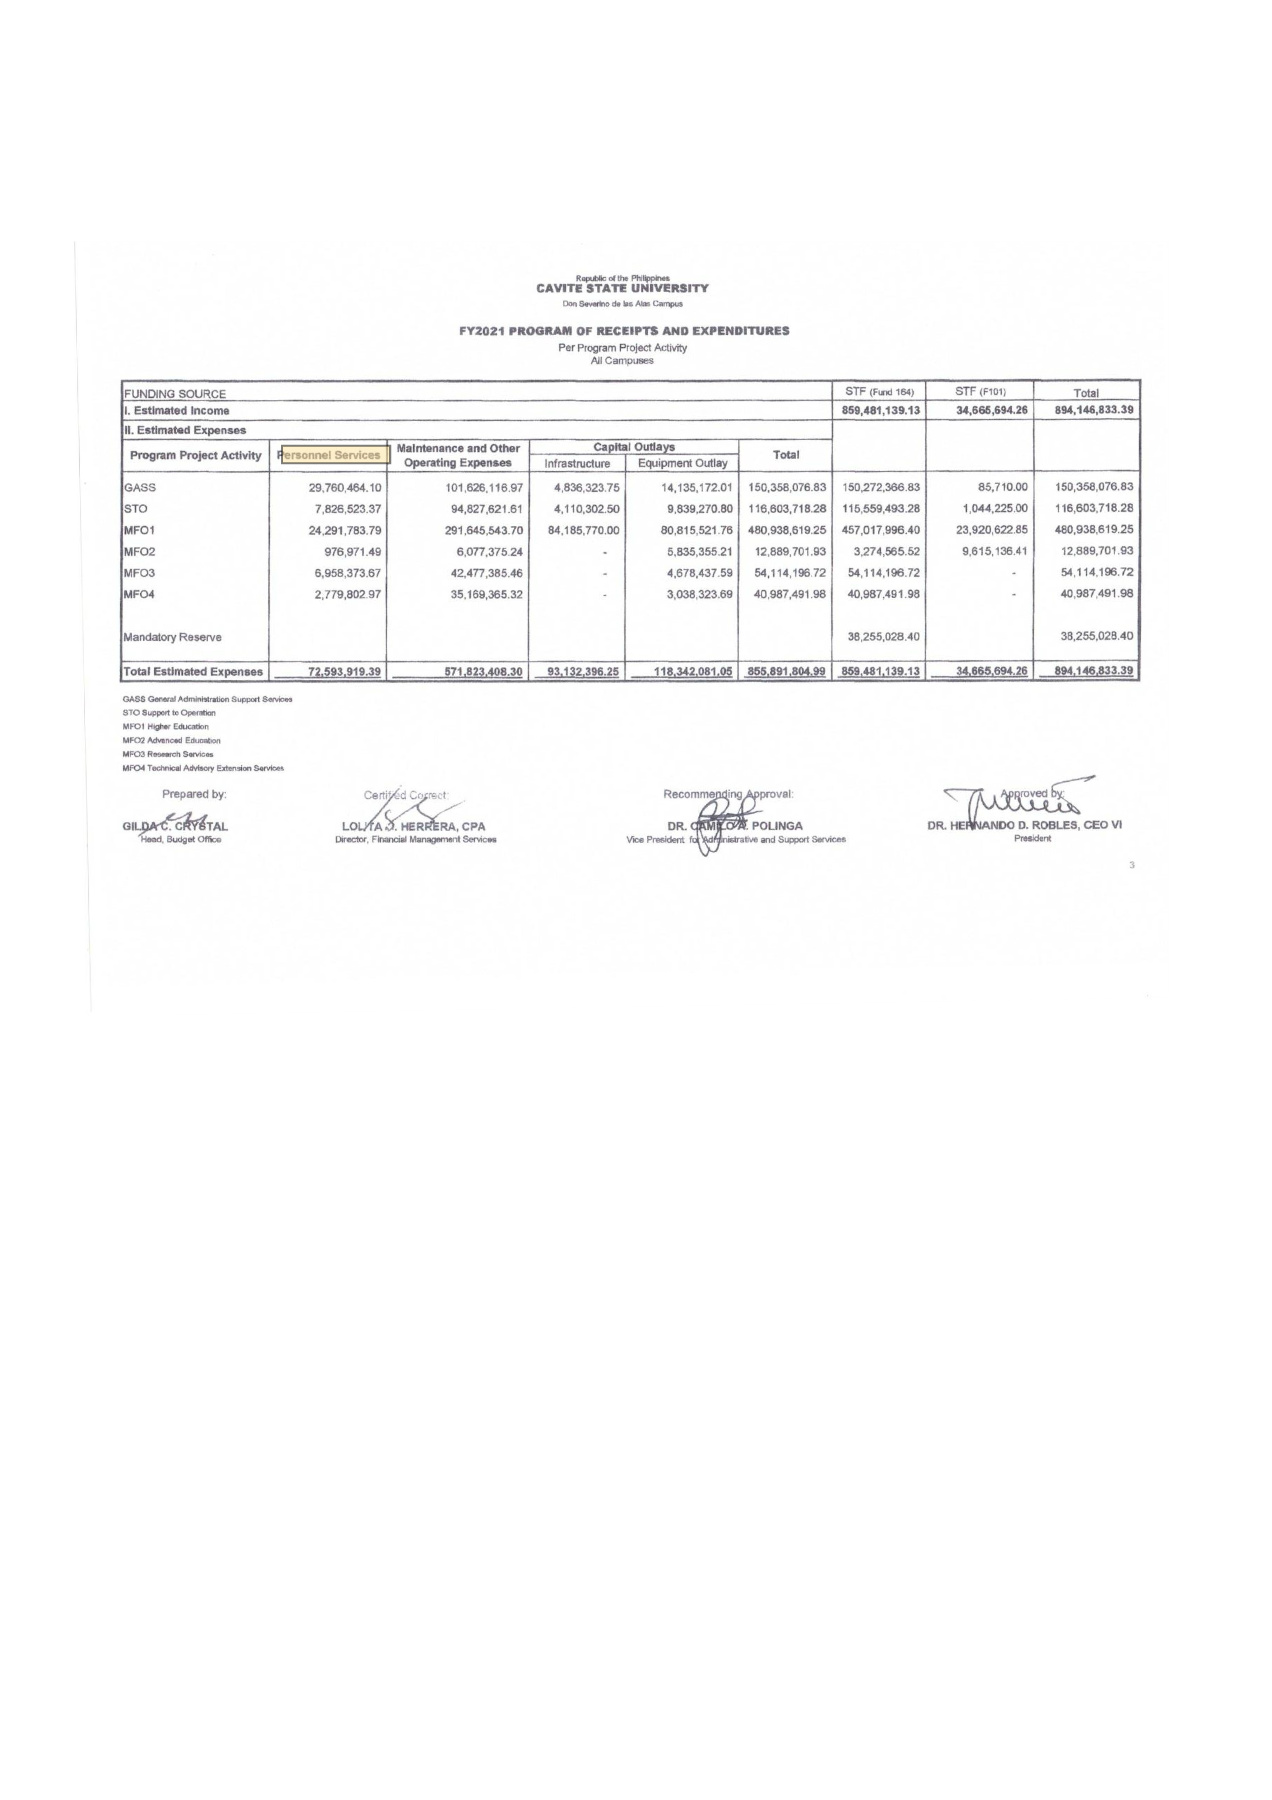 Republic of the Philippines
CAVITE STATE UNIVERSITY
Don Severino de las Alas Campus
FY2021 PROGRAM OF RECEIPTS AND EXPENDITURES
Per Program Project Activity
All Campuses
FUNDING SOURCE STF (Fund 164) STF (F101) Total
I. Estimated Income 859,481,139.13 34,665,694.26 894,146,833.39
II. Estimated Expenses
Program Project Activity Personnel Services Maintenance and Other Operating Expenses Capital Outlays Infrastructure Equipment Outlay Total
GASS 29,760,464.10 101,626,116.97 4,836,323.75 14,135,172.01 150,358,076.83 150,272,366.83 85,710.00 150,358,076.83
STO 7,826,523.37 94,827,621.61 4,110,302.50 9,839,270.80 116,603,718.28 115,559,493.28 1,044,225.00 116,603,718.28
MFO1 24,291,783.79 291,645,543.70 84,185,770.00 80,815,521.76 480,938,619.25 457,017,996.40 23,920,622.85 480,938,619.25
MFO2 976,971.49 6,077,375.24 - 5,835,355.21 12,889,701.93 3,274,565.52 9,615,136.41 12,889,701.93
MFO3 6,958,373.67 42,477,385.46 - 4,678,437.59 54,114,196.72 54,114,196.72 - 54,114,196.72
MFO4 2,779,802.97 35,169,365.32 - 3,038,323.69 40,987,491.98 40,987,491.98 - 40,987,491.98
Mandatory Reserve 38,255,028.40 38,255,028.40
Total Estimated Expenses 72,593,919.39 571,823,408.30 93,132,396.25 118,342,081.05 855,891,804.99 859,481,139.13 34,665,694.26 894,146,833.39
GASS General Administration Support Services
STO Support to Operation
MFO1 Higher Education
MFO2 Advanced Education
MFO3 Research Services
MFO4 Technical Advisory Extension Services
Prepared by: Certified Correct: Recommending Approval: Approved by:
GILDA C. CRYSTAL LOLITA J. HERRERA, CPA DR. CAMILO A. POLINGA DR. HERNANDO D. ROBLES, CEO VI
Head, Budget Office Director, Financial Management Services Vice President for Administrative and Support Services President
3